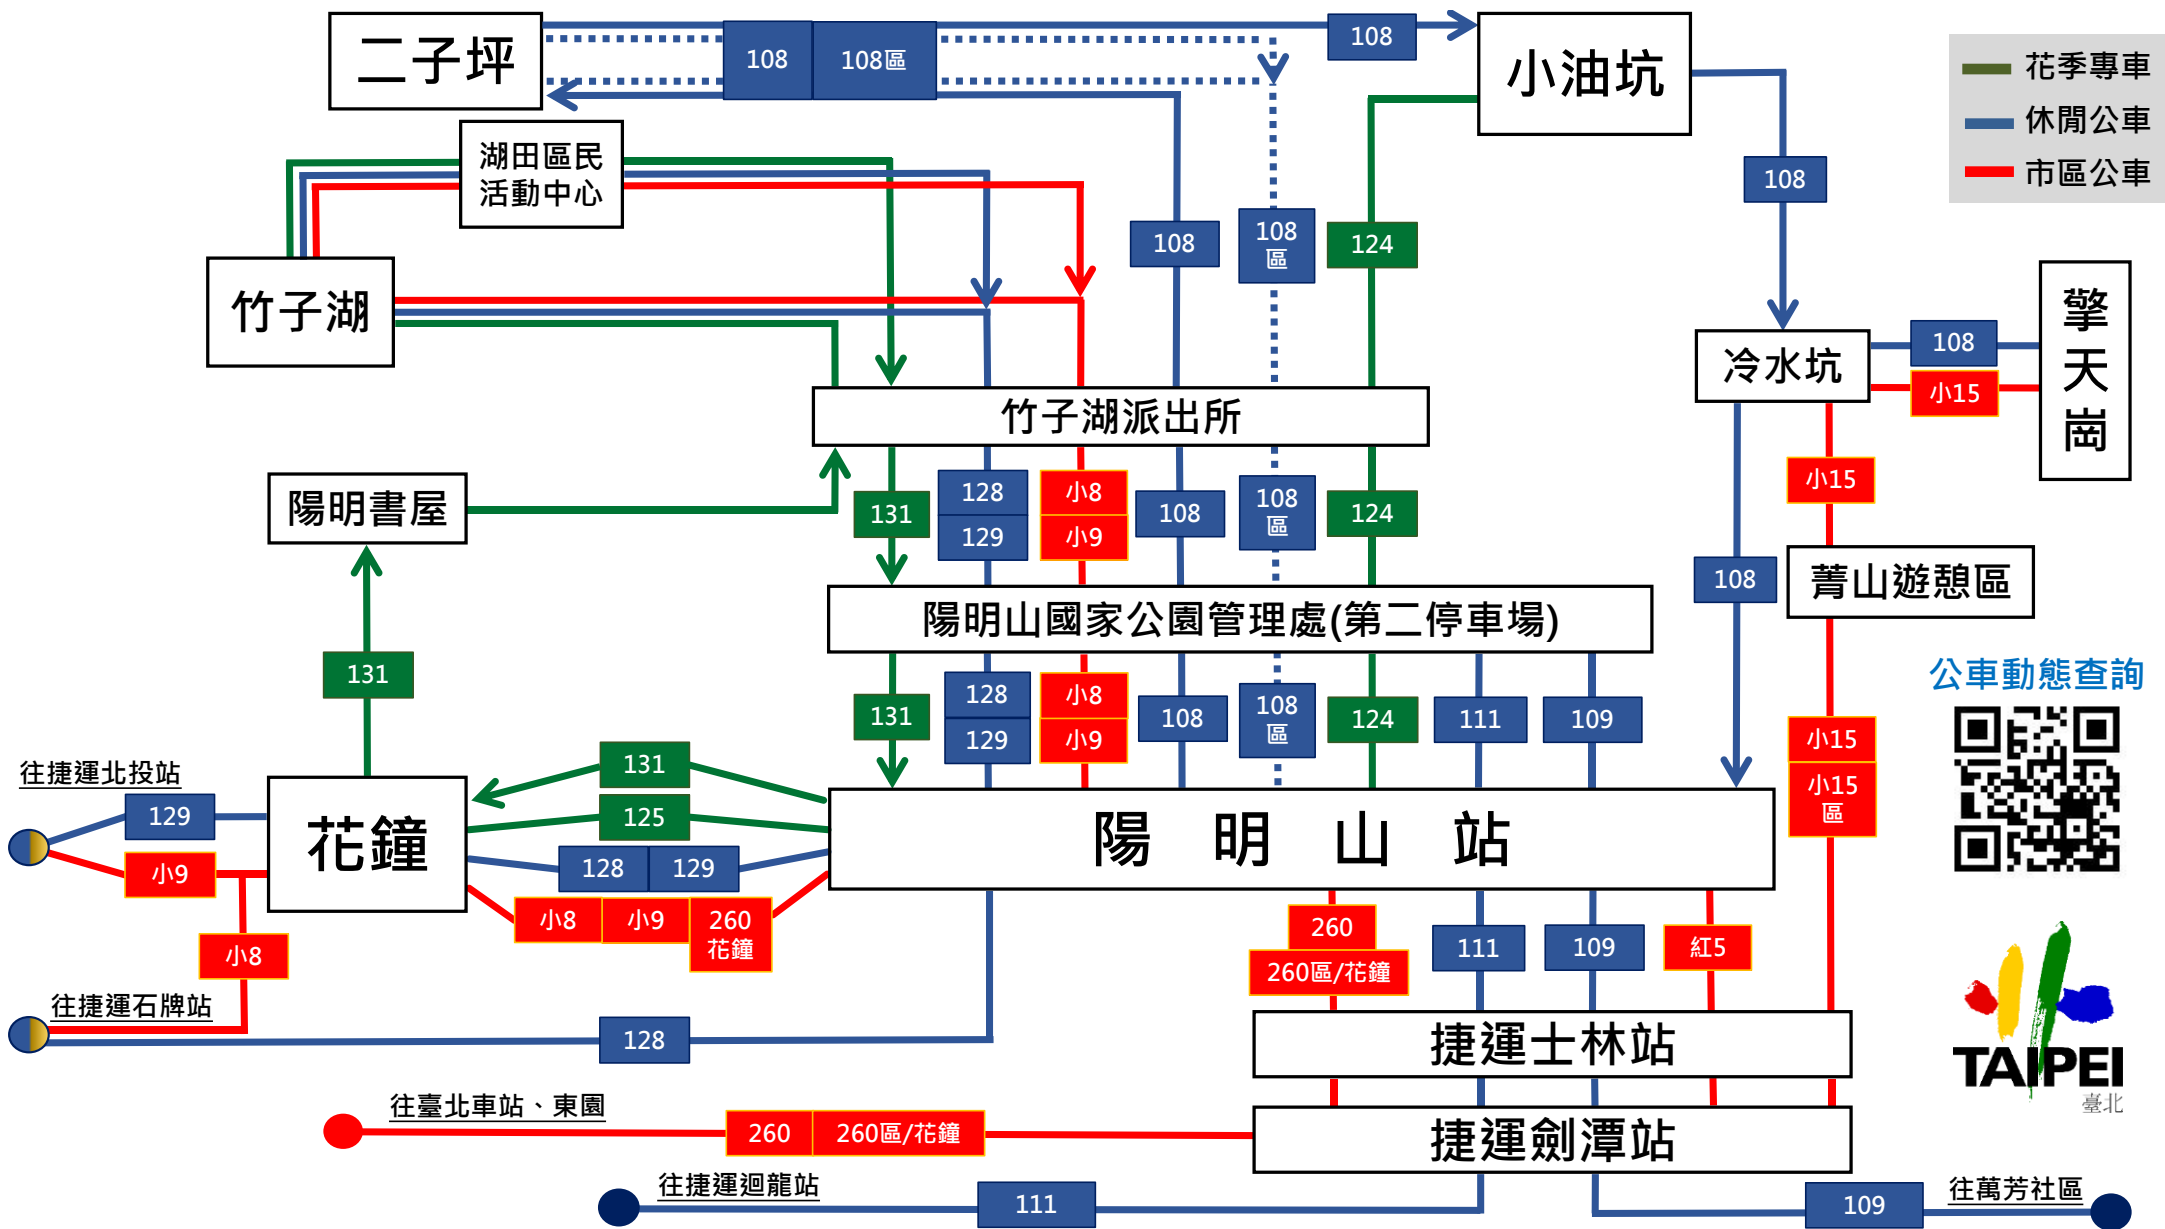 二子坪
108
108區
108
小油坑
花季專車
休閒公車
市區公車
湖田區民
活動中心
108
108
108
區
124
竹子湖
擎
天
崗
冷水坑
108
小15
竹子湖派出所
陽明書屋
131
128
129
小8
小9
108
108
區
124
小15
108
菁山遊憩區
陽明山國家公園管理處(第二停車場)
131
131
128
129
小8
小9
108
108
區
124
111
109
小15
小15
區
公車動態查詢
往捷運北投站
129
小9
花鐘
131
125
128
129
小8
小9
260
花鐘
陽明山站
小8
往捷運石牌站
128
260
260區/花鐘
111
109
紅5
捷運士林站
TAIPEI
臺北
往臺北車站、東園
260
260區/花鐘
捷運劍潭站
往捷運迴龍站
111
109
往萬芳社區